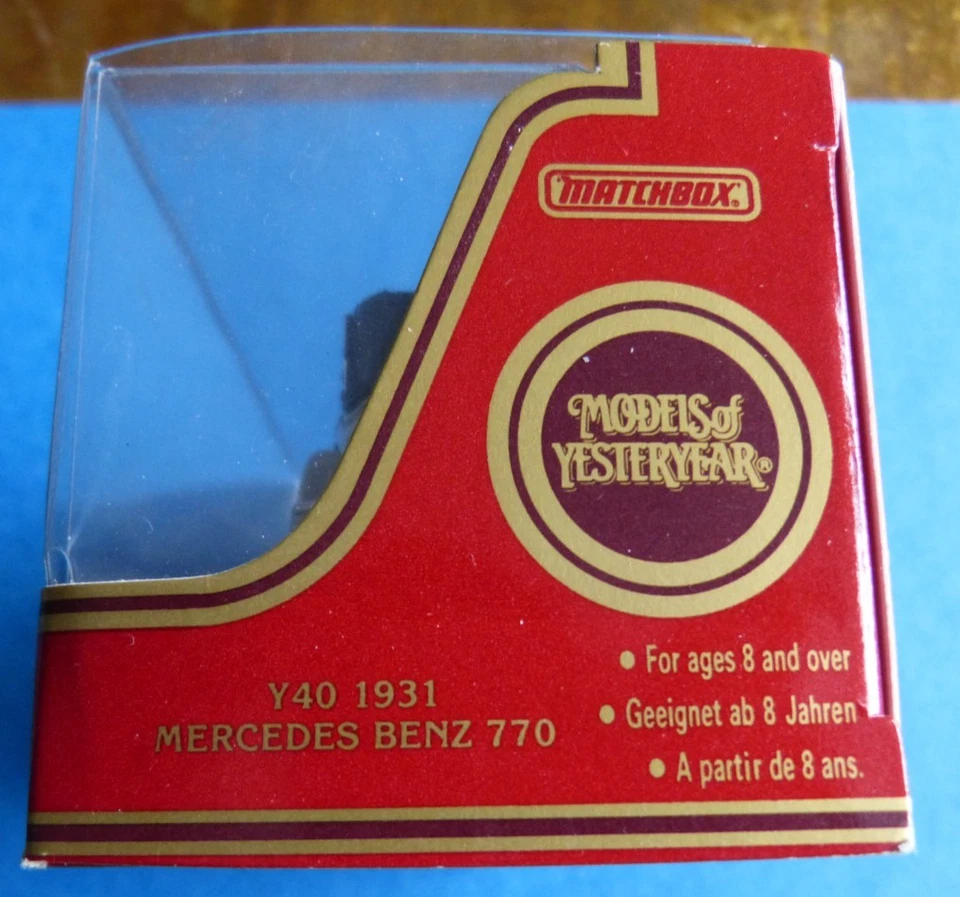 "MATCHBOX"®
MODELS of
YESTERYEAR®
• For ages 8 and over
• Geeignet ab 8 Jahren
• A partir de 8 ans.
Y40 1931
MERCEDES BENZ 770